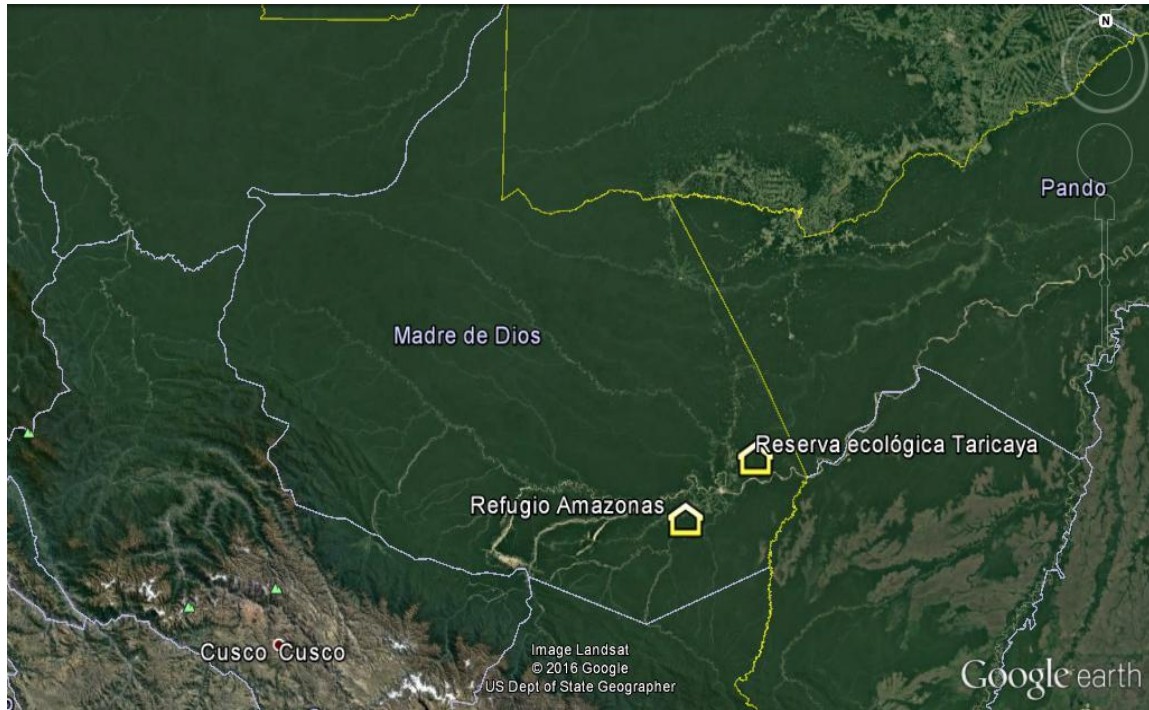 N
Pando
Madre de Dios
Reserva ecológica Taricaya
Refugio Amazonas
Cusco Cusco
Image Landsat
© 2016 Google
US Dept of State Geographer
Google earth